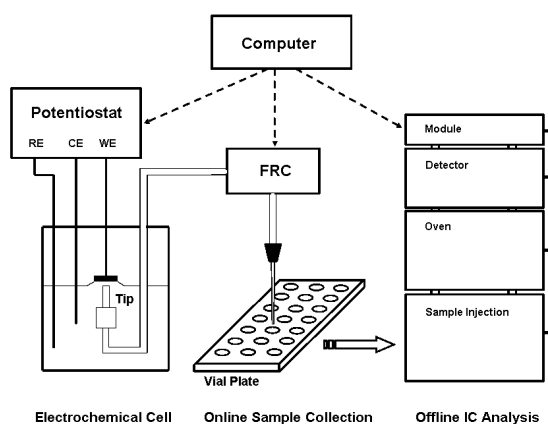 Computer
Potentiostat
RE CE WE
FRC
Module
Detector
Oven
Tip
Sample Injection
Vial Plate
Electrochemical Cell Online Sample Collection Offline IC Analysis